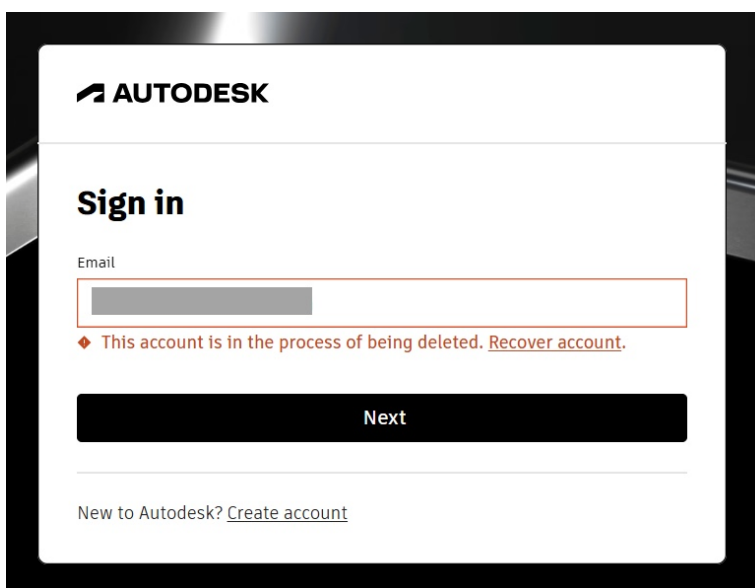 AUTODESK
Sign in
Email
This account is in the process of being deleted. Recover account.
Next
New to Autodesk? Create account